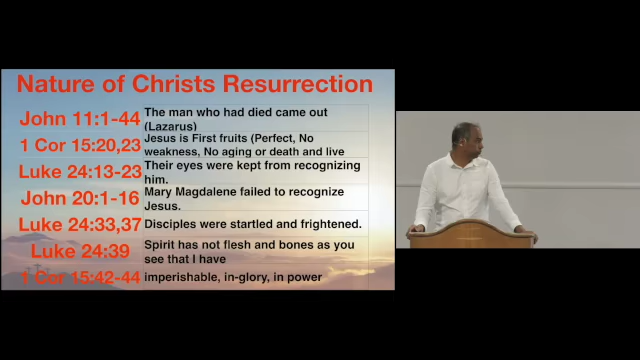 Nature of Christs Resurrection
John 11:1-44 The man who had died came out
(Lazarus)
1 Cor 15:20,23 Jesus is First fruits (Perfect, No
weakness, No aging or death and live
Luke 24:13-23 Their eyes were kept from recognizing
him.
John 20:1-16 Mary Magdalene failed to recognize
Jesus.
Luke 24:33,37 Disciples were startled and frightened.
Luke 24:39 Spirit has not flesh and bones as you
see that I have
1 Cor 15:42-44 imperishable, in-glory, in power